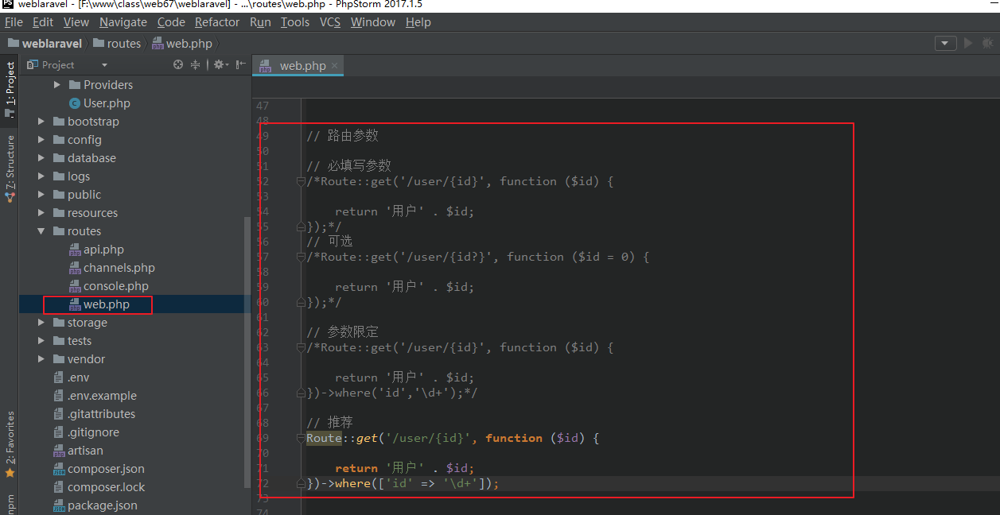 PS weblaravel - [F:\www\class\web67\weblaravel] - ...\routes\web.php - PhpStorm 2017.1.5
File Edit View Navigate Code Refactor Run Tools VCS Window Help
weblaravel routes web.php
Project
web.php
1: Project
7: Structure
2: Favorites
npm
Providers
User.php
bootstrap
config
database
logs
public
resources
routes
api.php
channels.php
console.php
web.php
storage
tests
vendor
.env
.env.example
.gitattributes
.gitignore
artisan
composer.json
composer.lock
package.json
47
48
49 // 路由参数
50
51 // 必填写参数
52 /*Route::get('/user/{id}', function ($id) {
53
54 return '用户' . $id;
55 });*/
56 // 可选
57 /*Route::get('/user/{id?}', function ($id = 0) {
58
59 return '用户' . $id;
60 });*/
61
62 // 参数限定
63 /*Route::get('/user/{id}', function ($id) {
64
65 return '用户' . $id;
66 })->where('id','\d+');*/
67
68 // 推荐
69 Route::get('/user/{id}', function ($id) {
70
71 return '用户' . $id;
72 })->where(['id' => '\d+']);
73
74